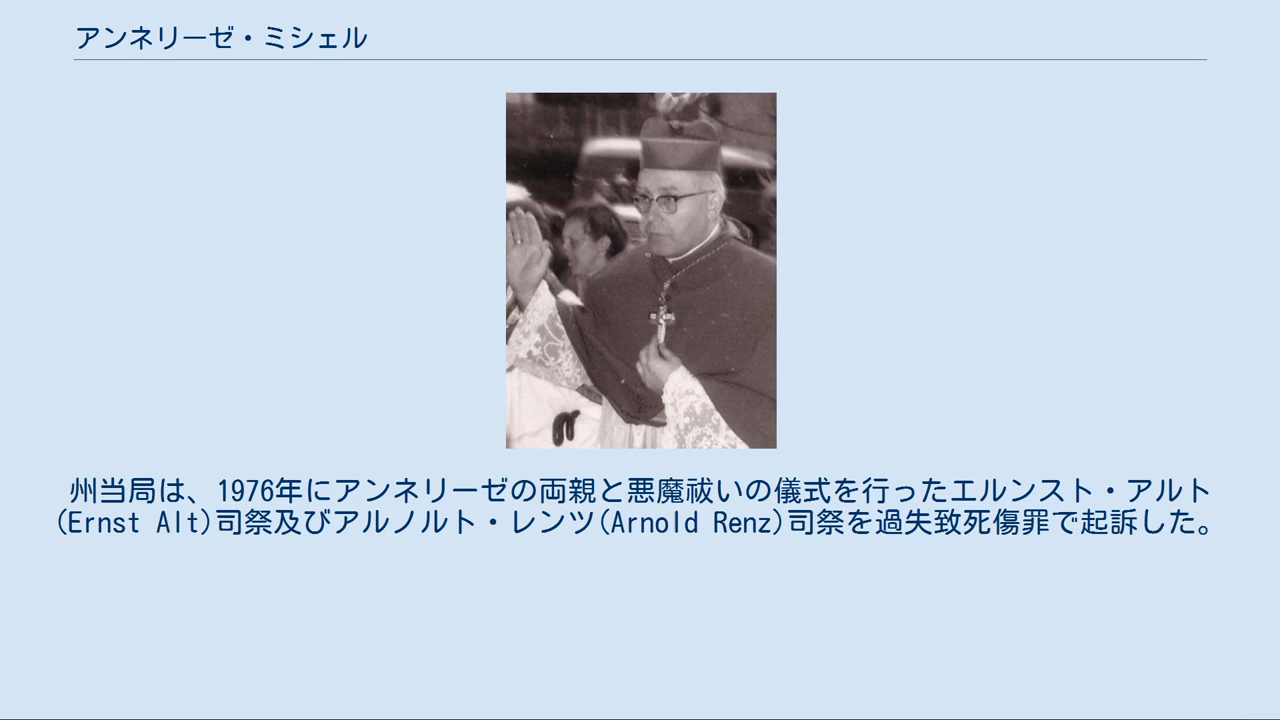 アンネリーゼ・ミシェル
州当局は、1976年にアンネリーゼの両親と悪魔祓いの儀式を行ったエルンスト・アルト
(Ernst Alt)司祭及びアルノルト・レンツ(Arnold Renz)司祭を過失致死傷罪で起訴した。